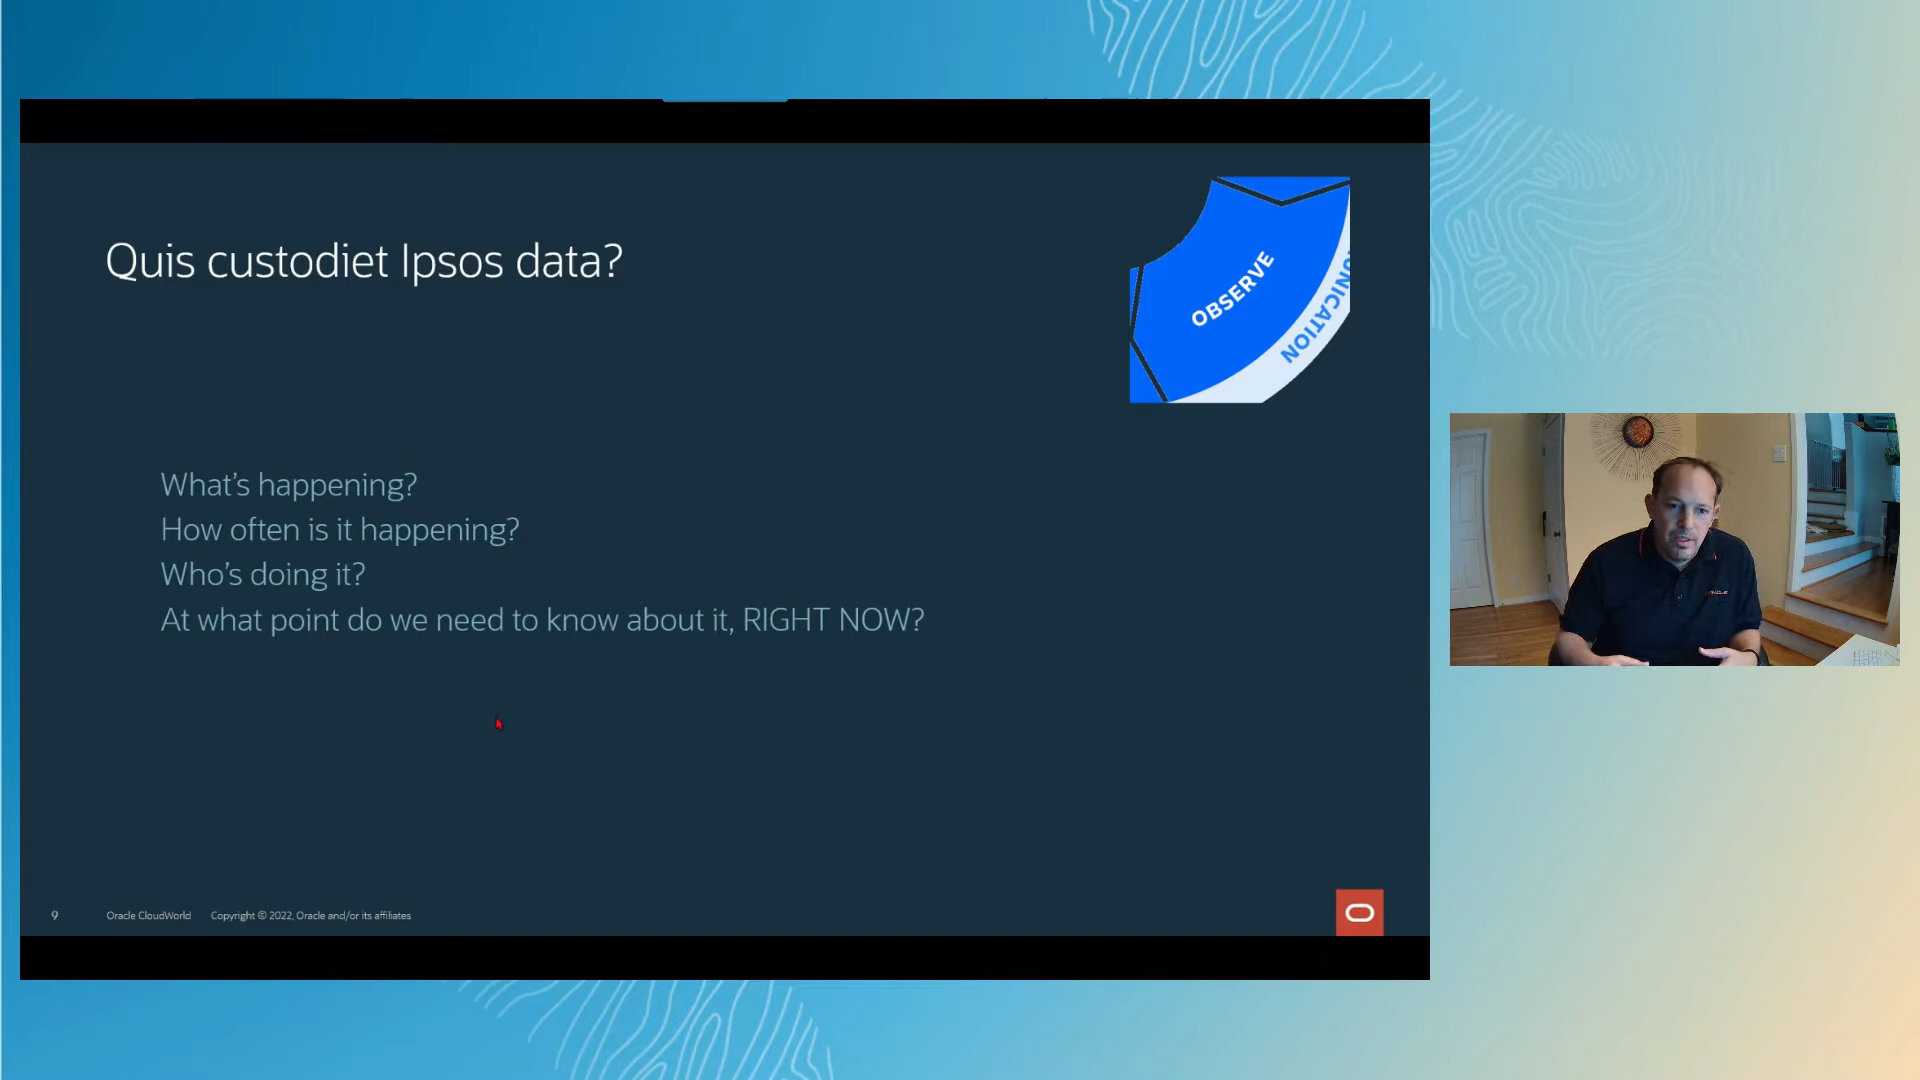 Quis custodiet Ipsos data?
OBSERVE
What's happening?
How often is it happening?
Who's doing it?
At what point do we need to know about it, RIGHT NOW?
9 Oracle CloudWorld Copyright © 2022, Oracle and/or its affiliates